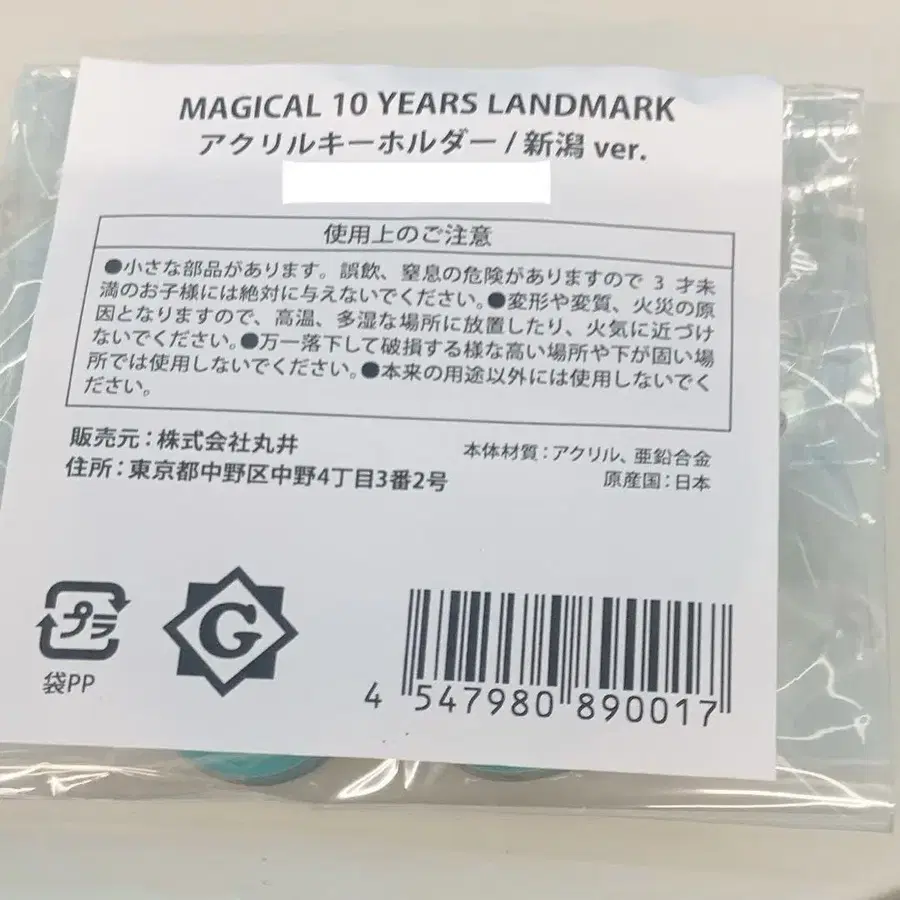 MAGICAL 10 YEARS LANDMARK
アクリルキーホルダー / 新潟 ver.
使用上のご注意
●小さな部品があります。誤飲、窒息の危険がありますので 3 才未
満のお子様には絶対に与えないでください。●変形や変質、火災の原
因となりますので、高温、多湿な場所に放置したり、火気に近づけ
ないでください。●万一落下して破損する様な高い場所や下が固い場
所では使用しないでください。●本来の用途以外には使用しないでく
ださい。
販売元：株式会社丸井
住所：東京都中野区中野4丁目3番2号
本体材質：アクリル、亜鉛合金
原産国：日本
プラ
袋PP
G
4 547980 890017